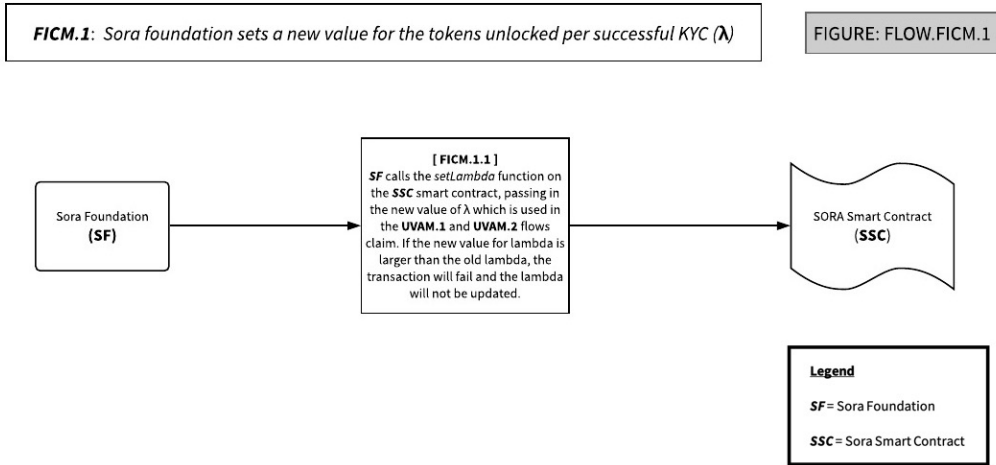 FICM.1: Sora foundation sets a new value for the tokens unlocked per successful KYC (λ)
FIGURE: FLOW.FICM.1
Sora Foundation
(SF)
[ FICM.1.1 ]
SF calls the setLambda function on
the SSC smart contract, passing in
the new value of λ which is used in
the UVAM.1 and UVAM.2 flows
claim. If the new value for lambda is
larger than the old lambda, the
transaction will fail and the lambda
will not be updated.
SORA Smart Contract
(SSC)
Legend
SF = Sora Foundation
SSC = Sora Smart Contract